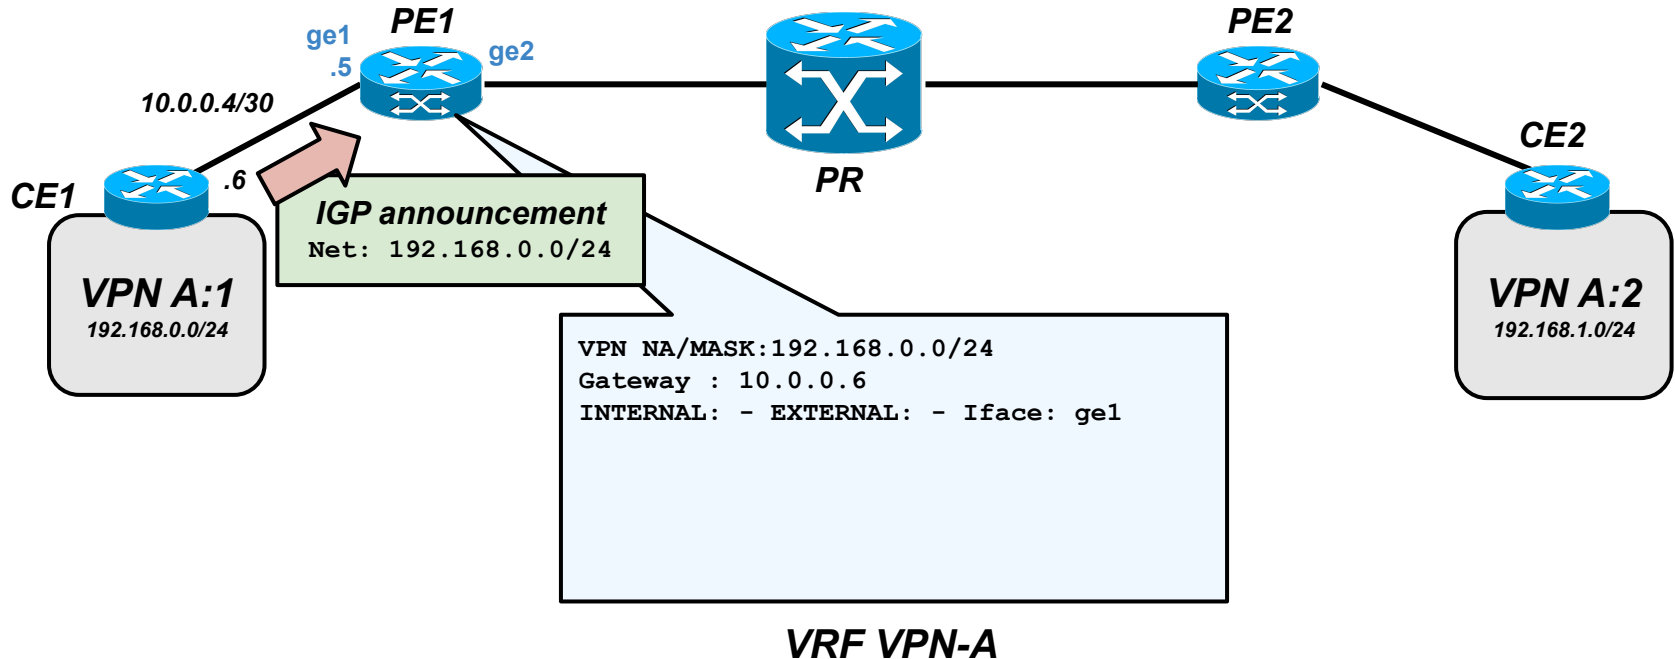 PE1
PE2
ge1
ge2
.5
10.0.0.4/30
CE2
CE1
.6
PR
IGP announcement
Net: 192.168.0.0/24
VPN A:1
192.168.0.0/24
VPN A:2
192.168.1.0/24
VPN NA/MASK:192.168.0.0/24
Gateway : 10.0.0.6
INTERNAL: - EXTERNAL: - Iface: ge1
VRF VPN-A